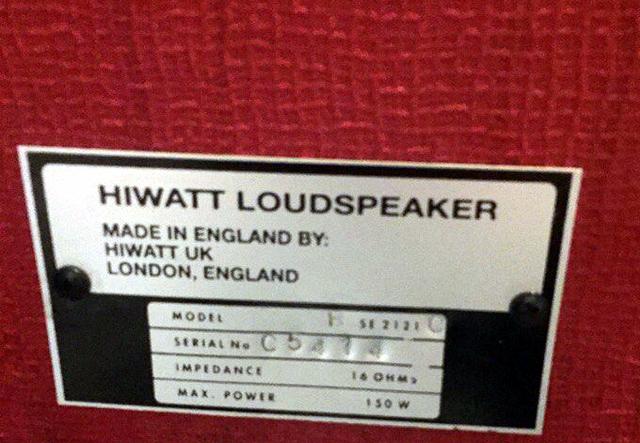 HIWATT LOUDSPEAKER
MADE IN ENGLAND BY:
HIWATT UK
LONDON, ENGLAND
MODEL SE 2121 C
SERIAL No
IMPEDANCE 16 OHMs
MAX. POWER 150 W